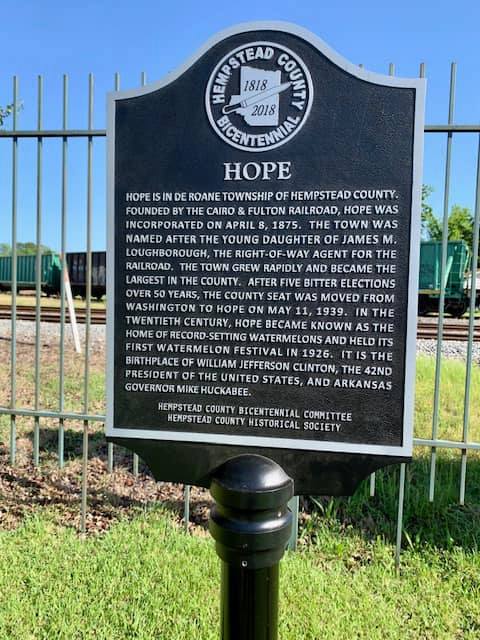 HEMPSTEAD COUNTY
1818
2018
BICENTENNIAL
HOPE
HOPE IS IN DE ROANE TOWNSHIP OF HEMPSTEAD COUNTY.
FOUNDED BY THE CAIRO & FULTON RAILROAD, HOPE WAS
INCORPORATED ON APRIL 8, 1875. THE TOWN WAS
NAMED AFTER THE YOUNG DAUGHTER OF JAMES M.
LOUGHBOROUGH, THE RIGHT-OF-WAY AGENT FOR THE
RAILROAD. THE TOWN GREW RAPIDLY AND BECAME THE
LARGEST IN THE COUNTY. AFTER FIVE BITTER ELECTIONS
OVER 50 YEARS, THE COUNTY SEAT WAS MOVED FROM
WASHINGTON TO HOPE ON MAY 11, 1939. IN THE
TWENTIETH CENTURY, HOPE BECAME KNOWN AS THE
HOME OF RECORD-SETTING WATERMELONS AND HELD ITS
FIRST WATERMELON FESTIVAL IN 1926. IT IS THE
BIRTHPLACE OF WILLIAM JEFFERSON CLINTON, THE 42ND
PRESIDENT OF THE UNITED STATES, AND ARKANSAS
GOVERNOR MIKE HUCKABEE.
HEMPSTEAD COUNTY BICENTENNIAL COMMITTEE
HEMPSTEAD COUNTY HISTORICAL SOCIETY